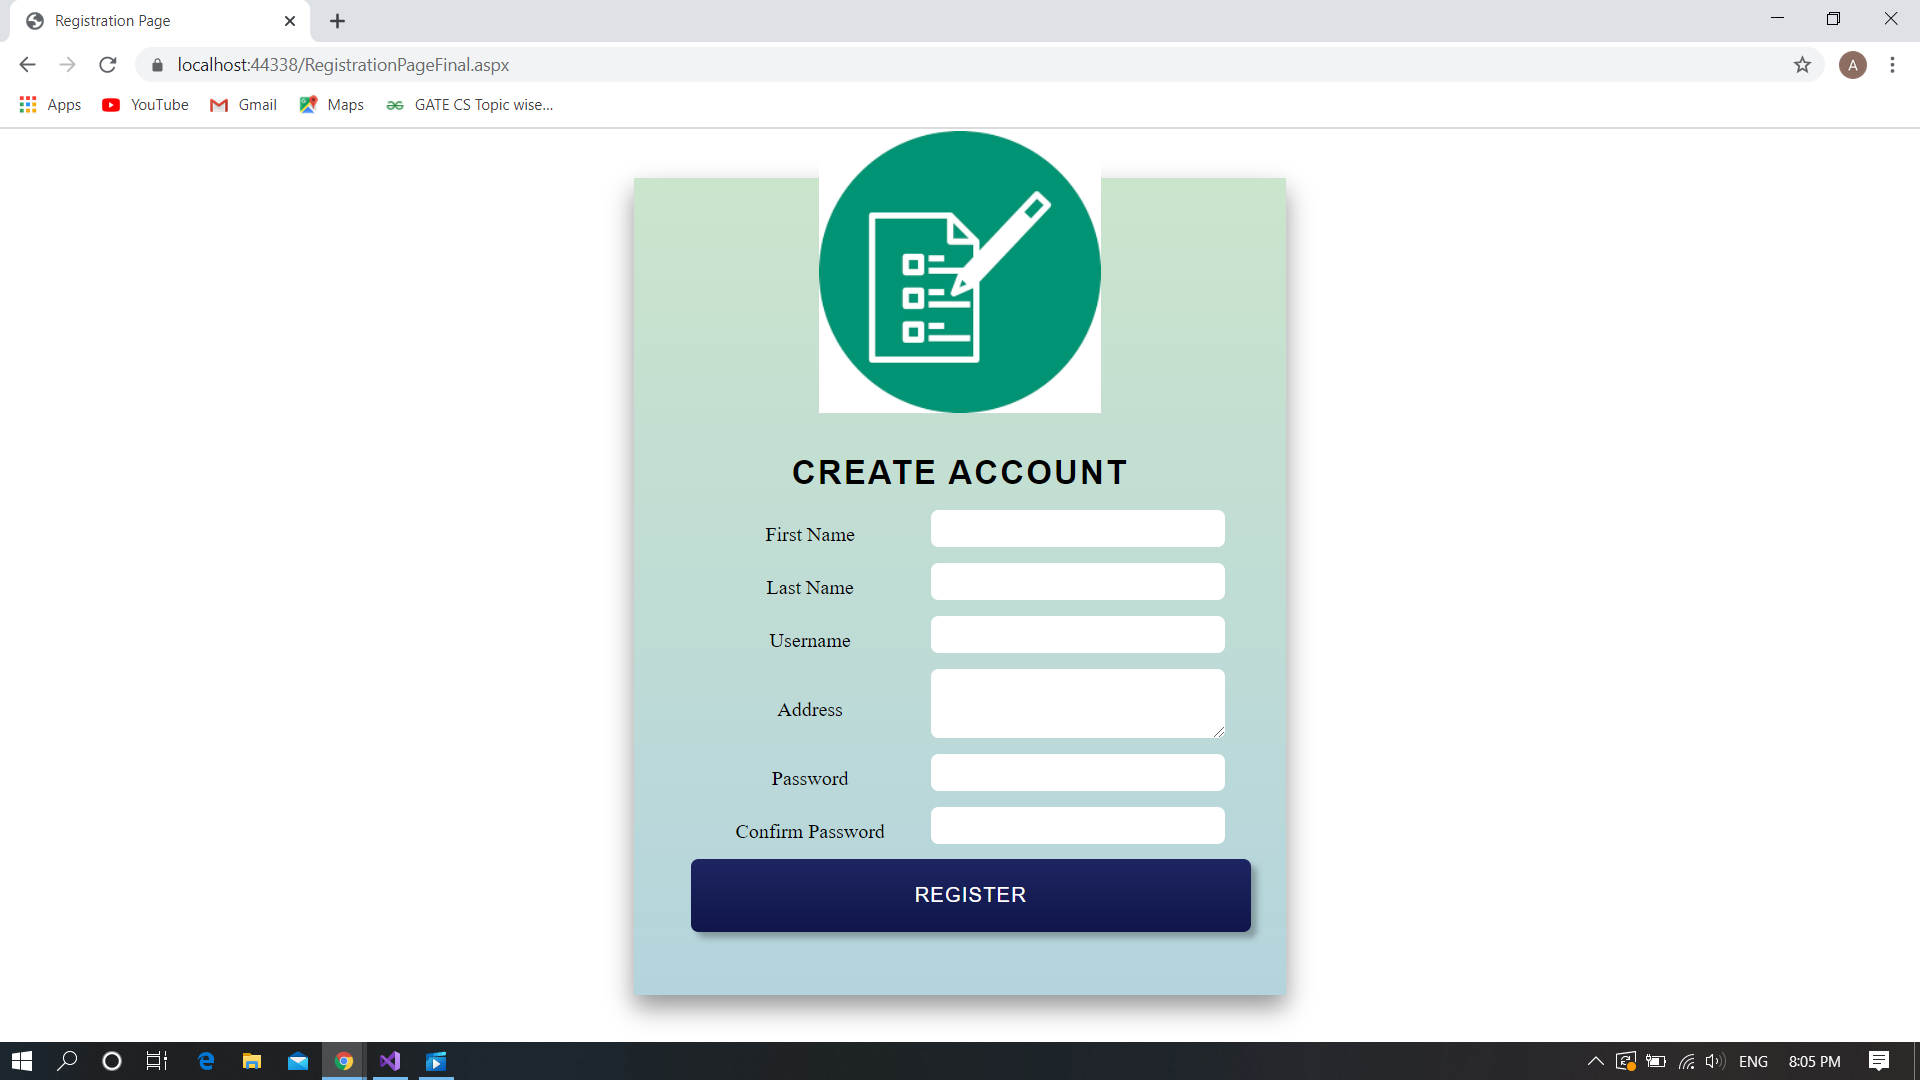 Registration Page
localhost:44338/RegistrationPageFinal.aspx
A
Apps YouTube Gmail Maps GATE CS Topic wise...
CREATE ACCOUNT
First Name
Last Name
Username
Address
Password
Confirm Password
REGISTER
ENG 8:05 PM